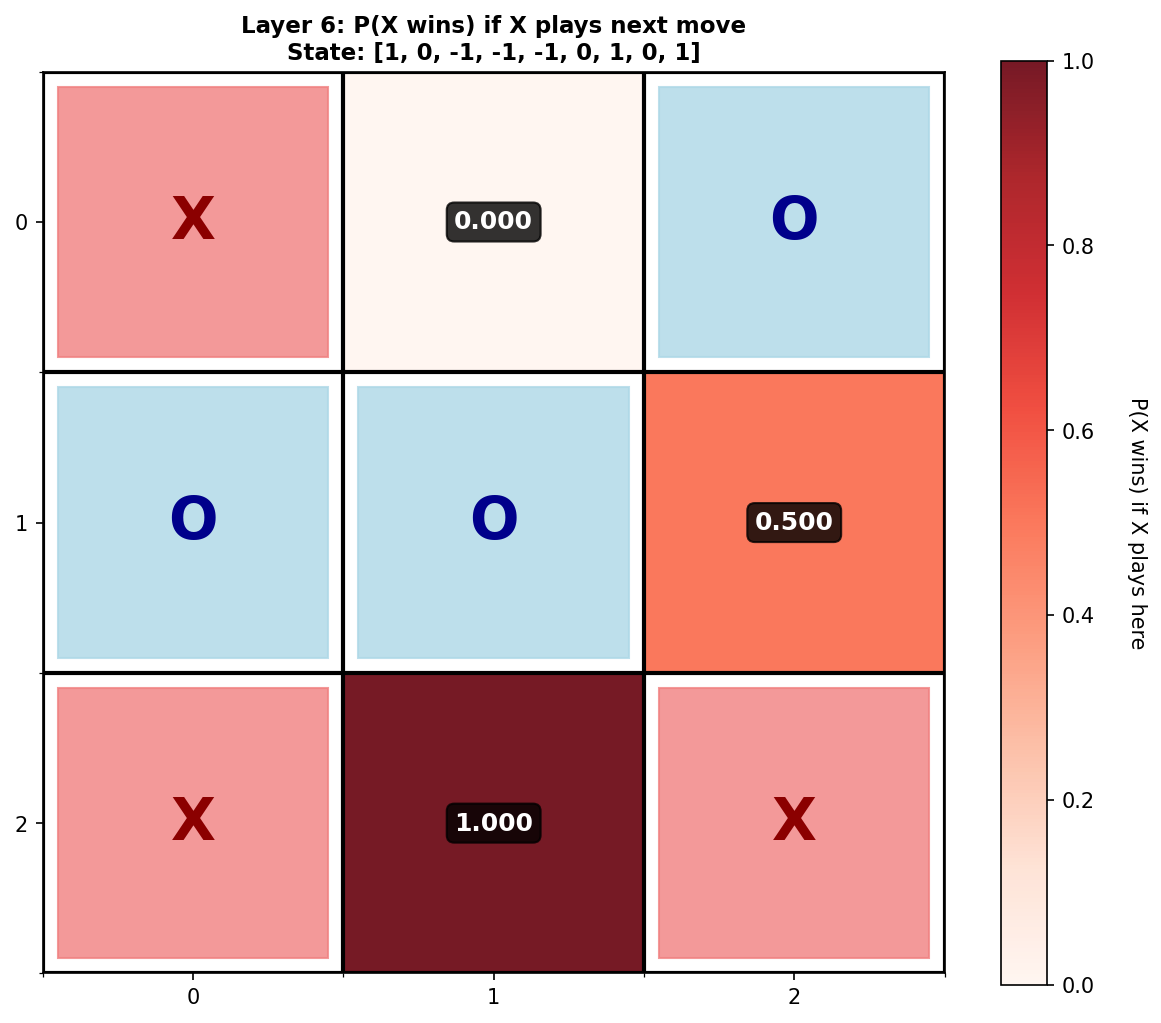 Layer 6: P(X wins) if X plays next move
State: [1, 0, -1, -1, -1, 0, 1, 0, 1]
X
0.000
O
O
O
0.500
X
1.000
X
0
1
2
0
1
2
1.0
0.8
0.6
0.4
0.2
0.0
P(X wins) if X plays here